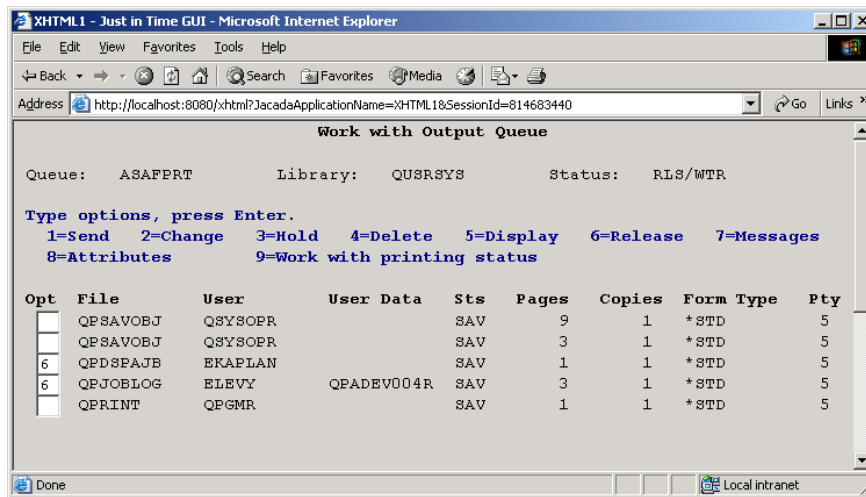 XHTML1 - Just in Time GUI - Microsoft Internet Explorer
File Edit View Favorites Tools Help
Back Search Favorites Media
Address http://localhost:8080/xhtml?JacadaApplicationName=XHTML1&SessionId=814683440 Go Links »
Work with Output Queue
Queue: ASAFPRT Library: QUSRSYS Status: RLS/WTR
Type options, press Enter.
1=Send 2=Change 3=Hold 4=Delete 5=Display 6=Release 7=Messages
8=Attributes 9=Work with printing status
Opt File User User Data Sts Pages Copies Form Type Pty
QPSAVOBJ QSYSOPR SAV 9 1 *STD 5
QPSAVOBJ QSYSOPR SAV 3 1 *STD 5
6 QPDSPAJB EKAPLAN SAV 1 1 *STD 5
6 QPJOBLOG ELEVY QPADEV004R SAV 3 1 *STD 5
QPRINT QPGMR SAV 1 1 *STD 5
Done Local intranet